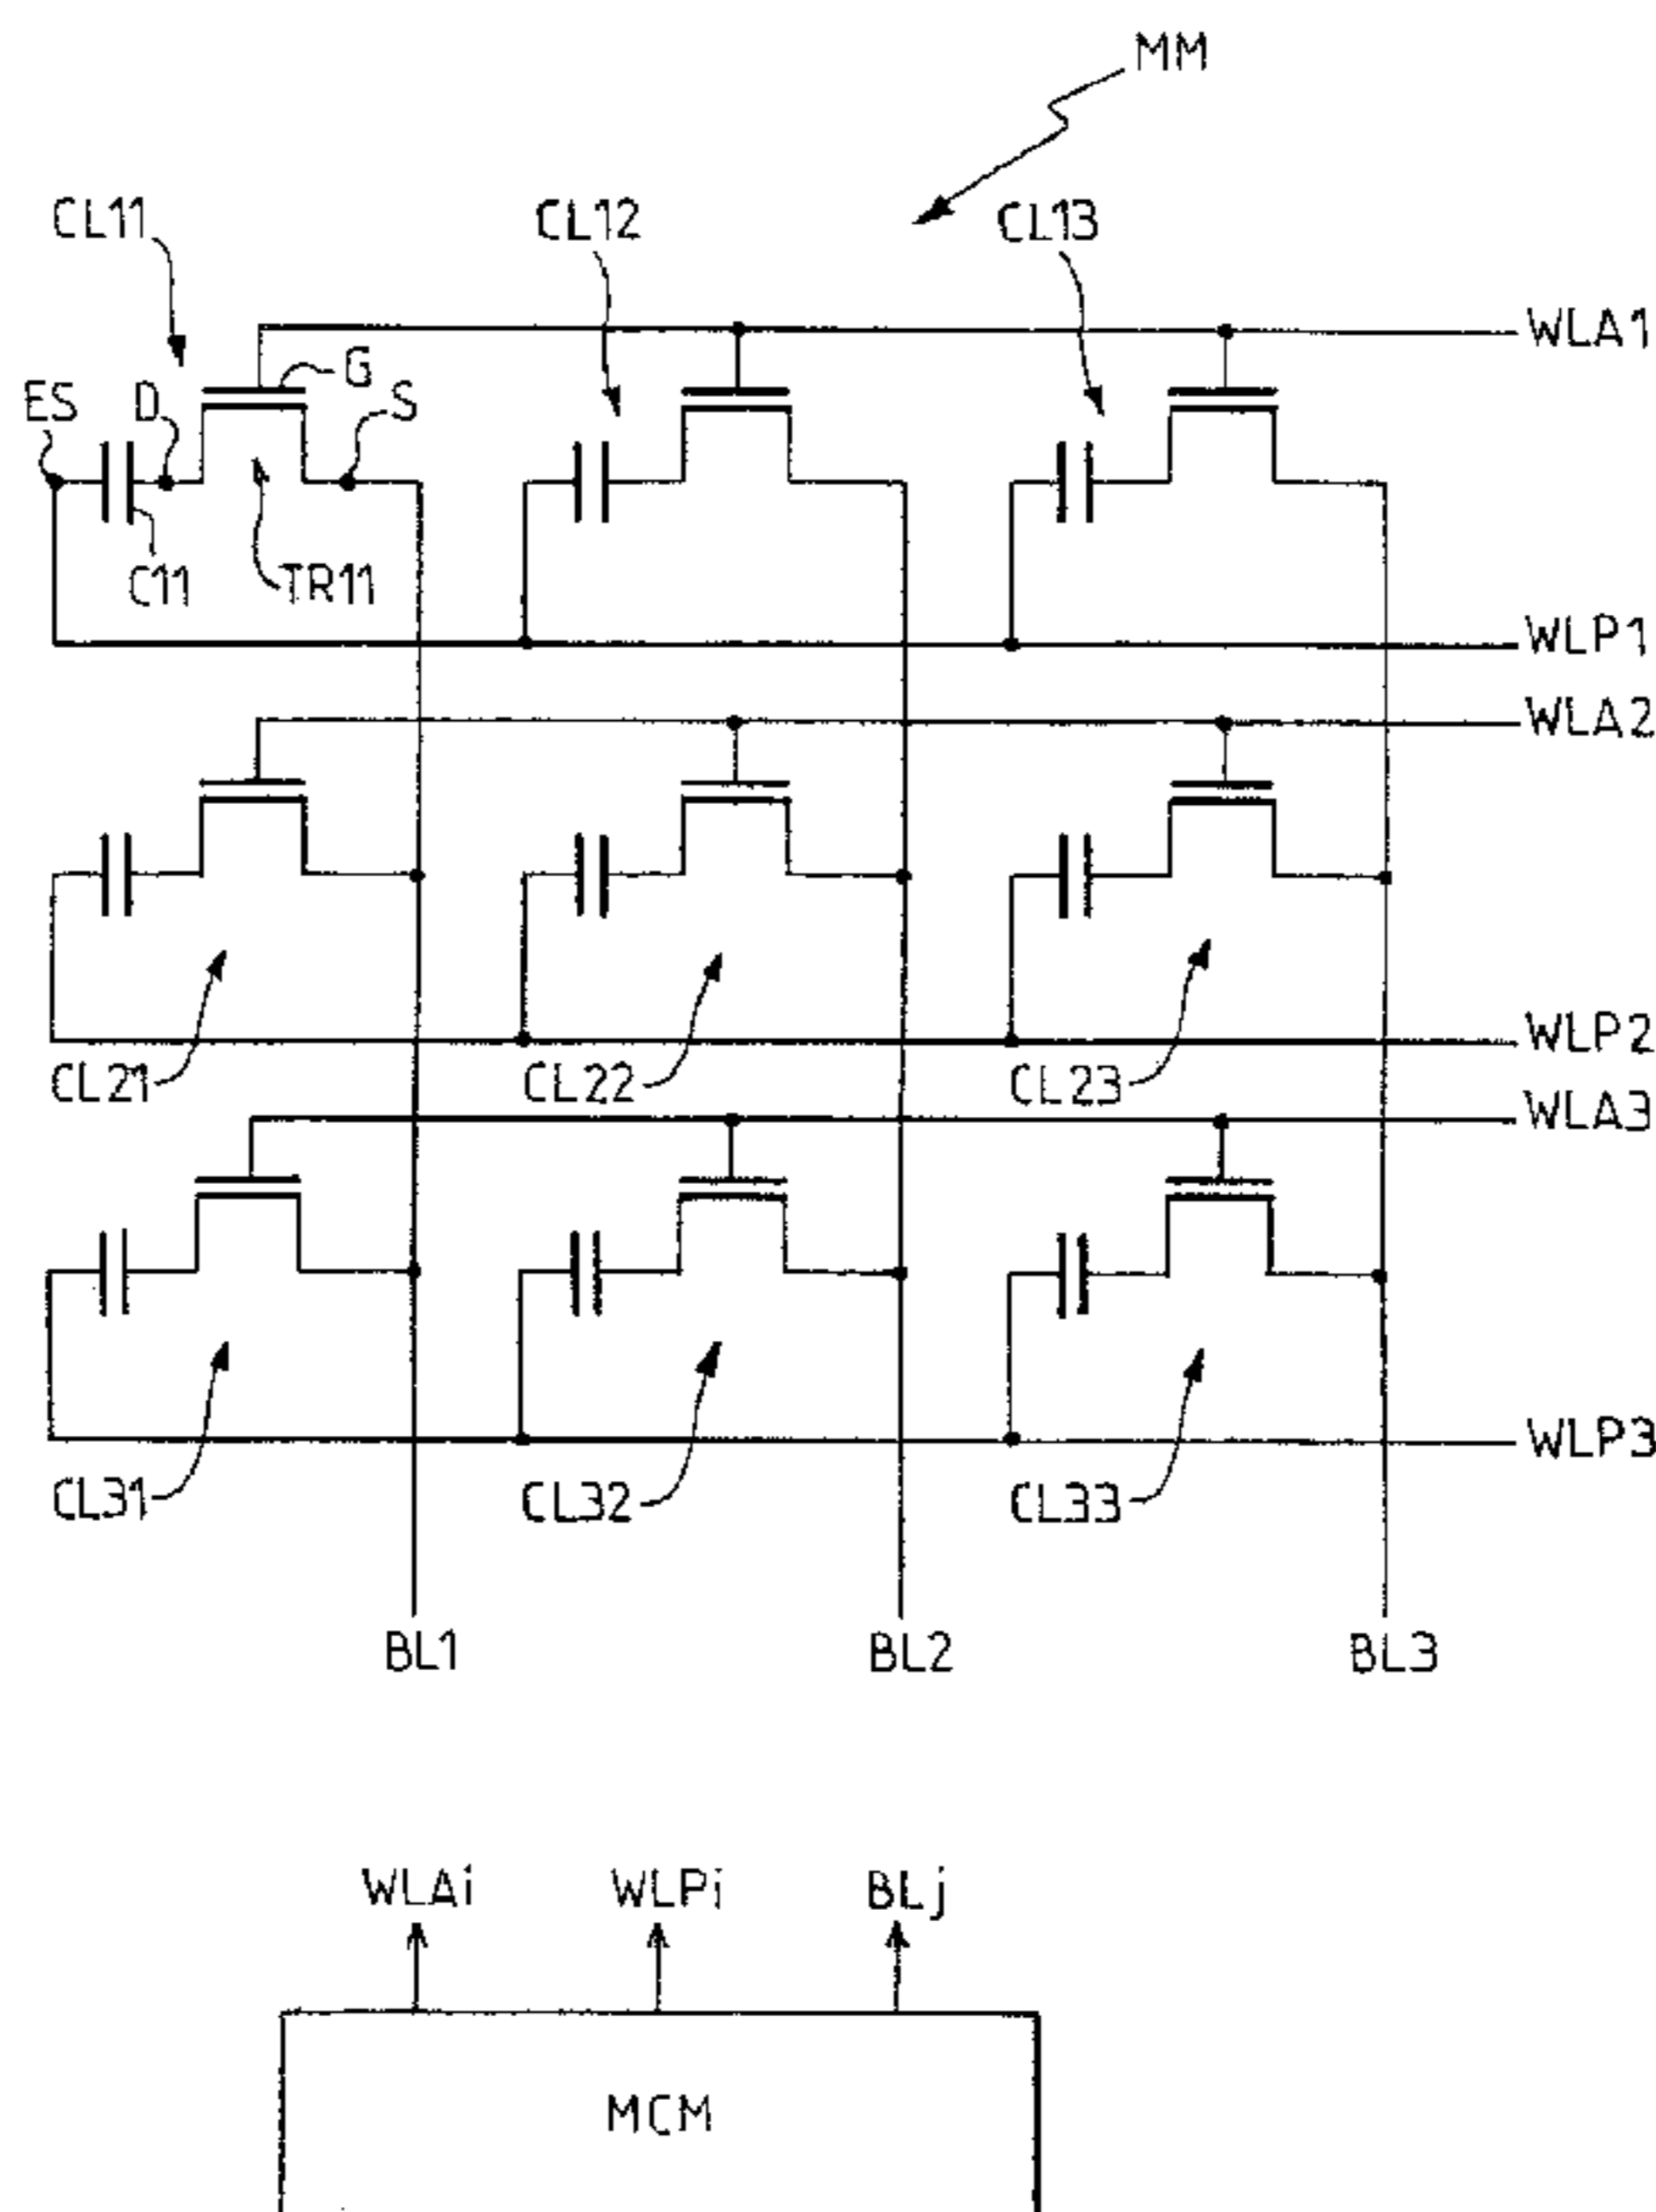 MM
CL11
CL12
CL13
WLA1
G
ES
D
S
C11
TR11
WLP1
WLA2
WLP2
CL21
CL22
CL23
WLA3
WLP3
CL31
CL32
CL33
BL1
BL2
BL3
WLAi
WLPi
BLj
MCM